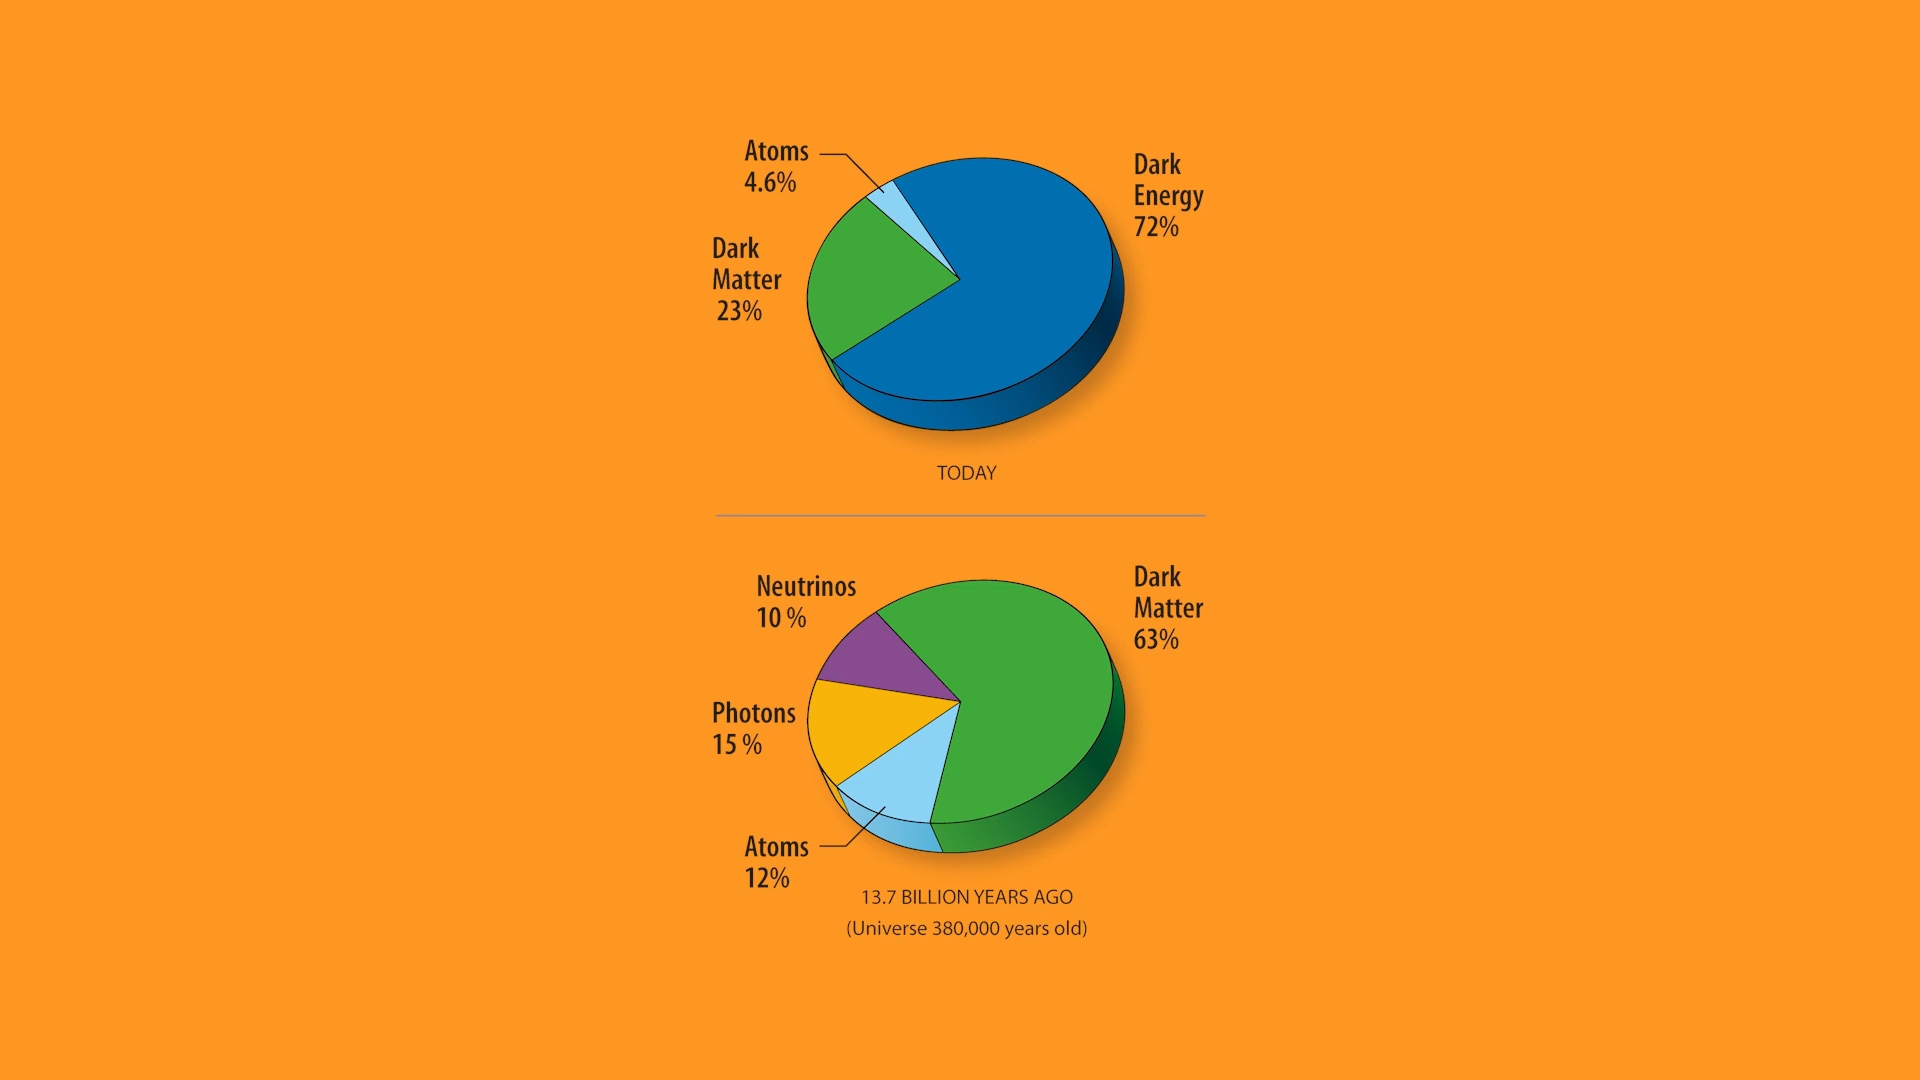 Atoms
4.6%
Dark
Energy
72%
Dark
Matter
23%
TODAY
Neutrinos
10 %
Dark
Matter
63%
Photons
15 %
Atoms
12%
13.7 BILLION YEARS AGO
(Universe 380,000 years old)